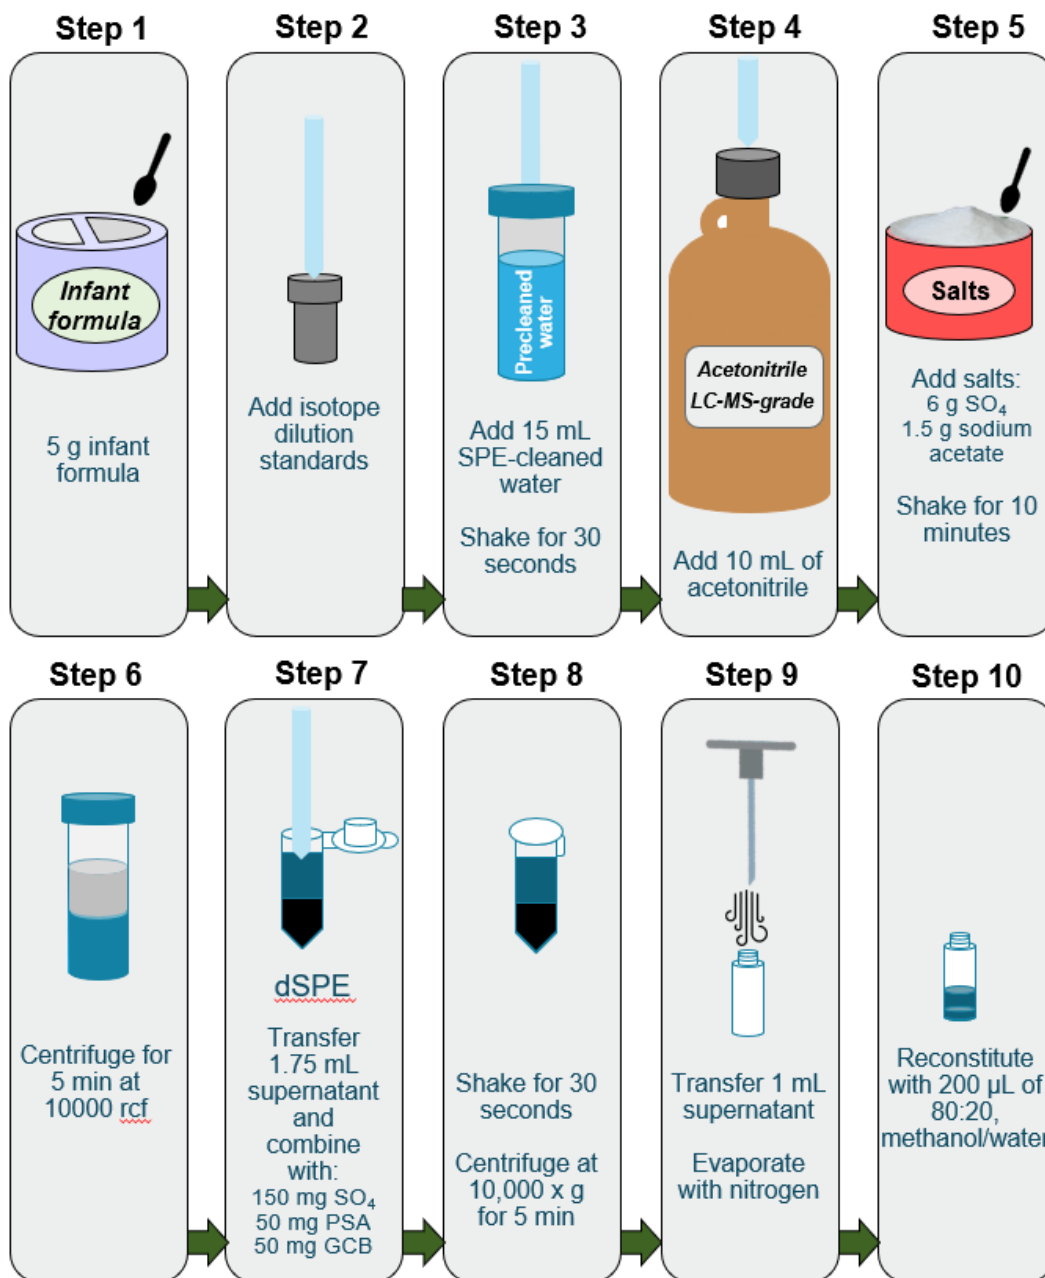 Step 1
Infant
formula
5 g infant
formula
Step 2
Add isotope
dilution
standards
Step 3
Precleaned
water
Add 15 mL
SPE-cleaned
water
Shake for 30
seconds
Step 4
Acetonitrile
LC-MS-grade
Add 10 mL of
acetonitrile
Step 5
Salts
Add salts:
6 g SO₄
1.5 g sodium
acetate
Shake for 10
minutes
Step 6
Centrifuge for
5 min at
10000 rcf
Step 7
dSPE
Transfer
1.75 mL
supernatant
and
combine
with:
150 mg SO₄
50 mg PSA
50 mg GCB
Step 8
Shake for 30
seconds
Centrifuge at
10,000 x g
for 5 min
Step 9
Transfer 1 mL
supernatant
Evaporate
with nitrogen
Step 10
Reconstitute
with 200 µL of
80:20,
methanol/water